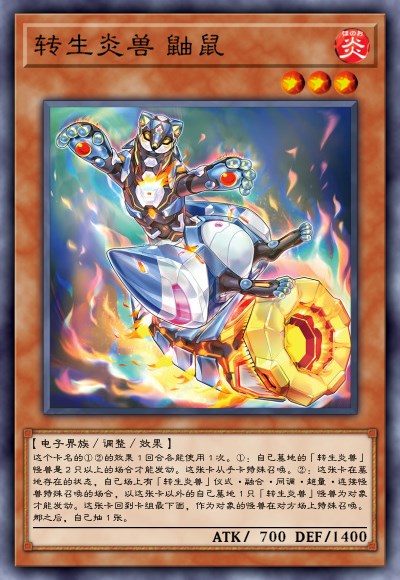 转生炎兽 鼬鼠
ほのお
炎
【电子界族／调整／效果】
这个卡名的①②的效果1回合各能使用1次。①：自己墓地的「转生炎兽」
怪兽是2只以上的场合才能发动。这张卡从手卡特殊召唤。②：这张卡在墓
地存在的状态，自己场上有「转生炎兽」仪式·融合·同调·超量·连接怪
兽特殊召唤的场合，以这张卡以外的自己墓地1只「转生炎兽」怪兽为对象
才能发动。这张卡回到卡组最下面，作为对象的怪兽在对方场上特殊召唤。
那之后，自己抽1张。
ATK/ 700 DEF/1400